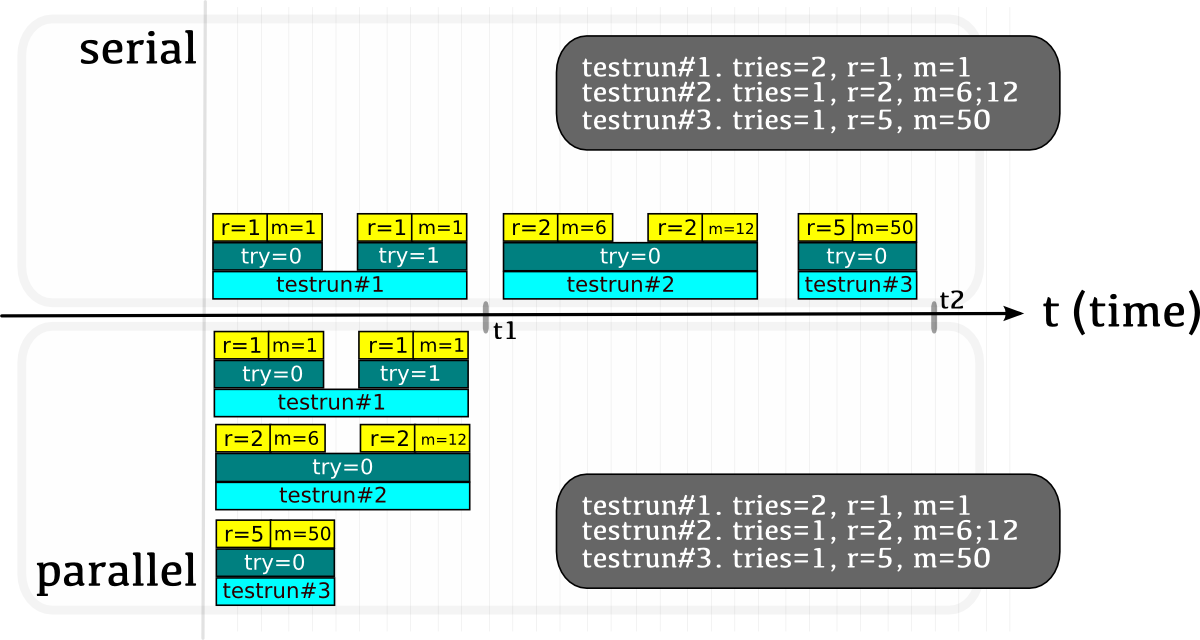 serial
testrun#1. tries=2, r=1, m=1
testrun#2. tries=1, r=2, m=6;12
testrun#3. tries=1, r=5, m=50
r=1 m=1 r=1 m=1 r=2 m=6 r=2 m=12 r=5 m=50
try=0 try=1 try=0 try=0
testrun#1 testrun#2 testrun#3
t1 t2 t (time)
r=1 m=1 r=1 m=1
try=0 try=1
testrun#1
r=2 m=6 r=2 m=12
try=0
testrun#2
r=5 m=50
try=0
testrun#3
parallel
testrun#1. tries=2, r=1, m=1
testrun#2. tries=1, r=2, m=6;12
testrun#3. tries=1, r=5, m=50